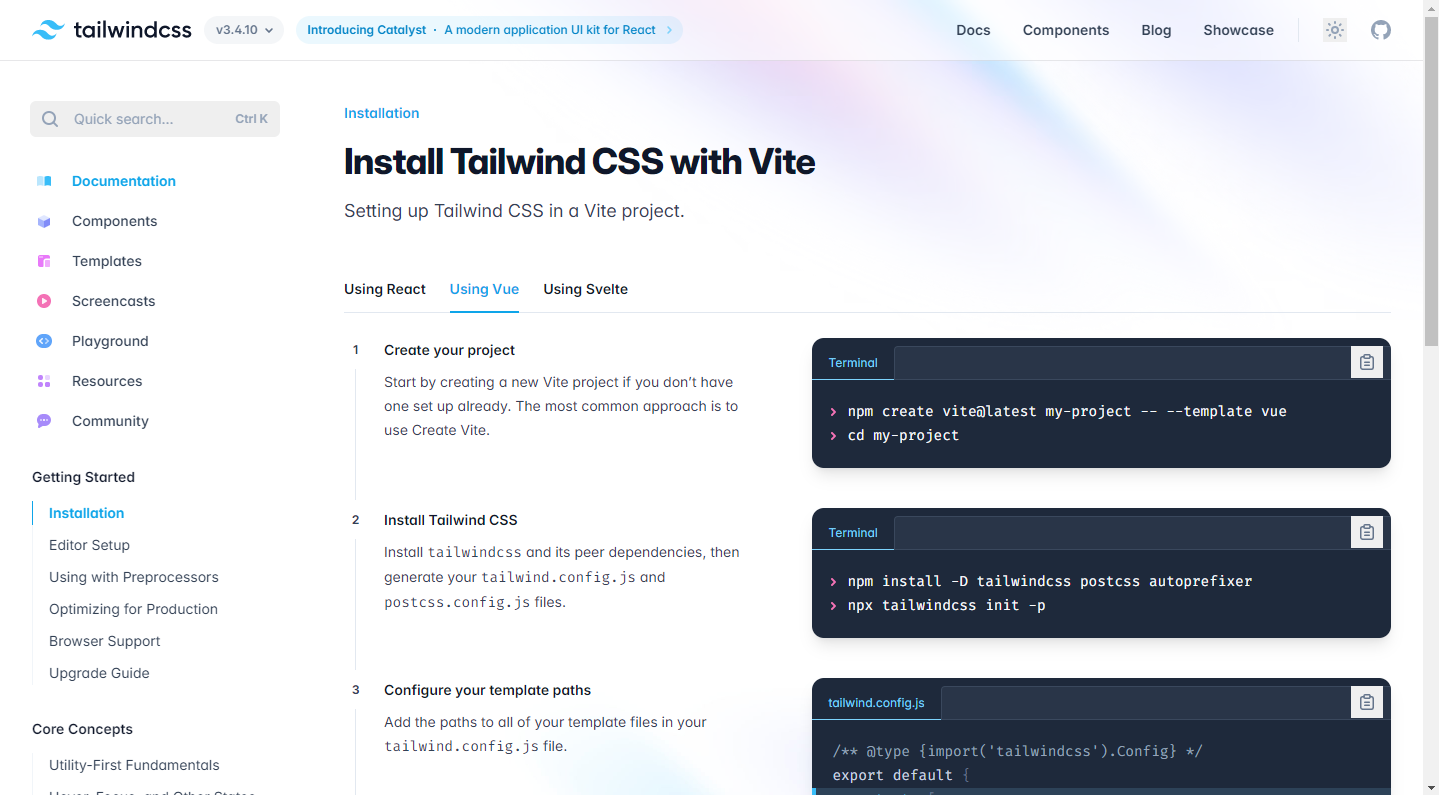 tailwindcss
v3.4.10
Introducing Catalyst · A modern application UI kit for React
Docs
Components
Blog
Showcase
Quick search...
Ctrl K
Documentation
Components
Templates
Screencasts
Playground
Resources
Community
Getting Started
Installation
Editor Setup
Using with Preprocessors
Optimizing for Production
Browser Support
Upgrade Guide
Core Concepts
Utility-First Fundamentals
Hover, Focus, and Other States
Installation
Install Tailwind CSS with Vite
Setting up Tailwind CSS in a Vite project.
Using React
Using Vue
Using Svelte
1
Create your project
Start by creating a new Vite project if you don’t have
one set up already. The most common approach is to
use Create Vite.
Terminal
› npm create vite@latest my-project -- --template vue
› cd my-project
2
Install Tailwind CSS
Install tailwindcss and its peer dependencies, then
generate your tailwind.config.js and
postcss.config.js files.
Terminal
› npm install -D tailwindcss postcss autoprefixer
› npx tailwindcss init -p
3
Configure your template paths
Add the paths to all of your template files in your
tailwind.config.js file.
tailwind.config.js
/** @type {import('tailwindcss').Config} */
export default {